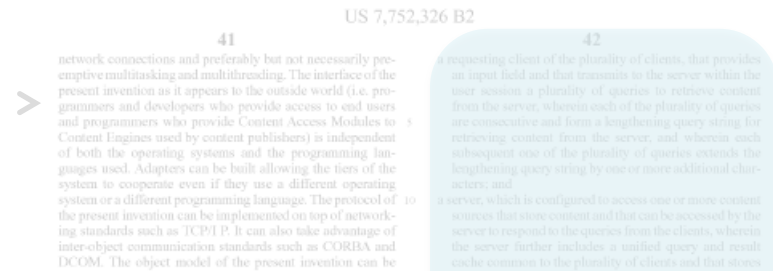 US 7,752,326 B2
41
network connections and preferably but not necessarily pre-
emptive multitasking and multithreading. The interface of the
present invention as it appears to the outside world (i.e. pro-
grammers and developers who provide access to end users
and programmers who provide Content Access Modules to
Content Engines used by content publishers) is independent
of both the operating systems and the programming lan-
guages used. Adapters can be built allowing the tiers of the
system to cooperate even if they use a different operating
system or a different programming language. The protocol of
the present invention can be implemented on top of network-
ing standards such as TCP/I P. It can also take advantage of
inter-object communication standards such as CORBA and
DCOM. The object model of the present invention can be
5
10
42
a requesting client of the plurality of clients, that provides
an input field and that transmits to the server within the
user session a plurality of queries to retrieve content
from the server, wherein each of the plurality of queries
are consecutive and form a lengthening query string for
retrieving content from the server, and wherein each
subsequent one of the plurality of queries extends the
lengthening query string by one or more additional char-
acters; and
a server, which is configured to access one or more content
sources that store content and that can be accessed by the
server to respond to the queries from the clients, wherein
the server further includes a unified query and result
cache common to the plurality of clients and that stores